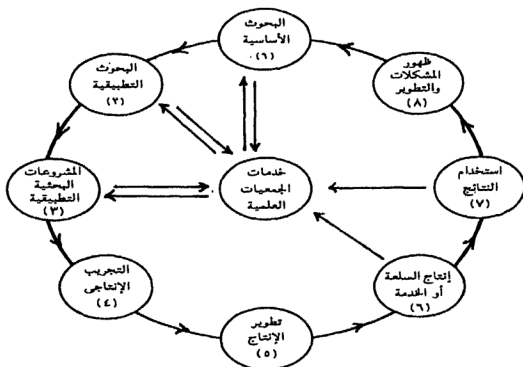 البحوث
الأساسية
(١)
البحوث
التطبيقية
(٢)
المشروعات
البحثية
التطبيقية
(٣)
التجريب
الإنتاجى
(٤)
تطوير
الإنتاج
(٥)
إنتاج السلعة
أو الخدمة
(٦)
استخدام
النتائج
(٧)
ظهور
المشكلات
والتطوير
(٨)
خدمات
الجمعيات
العلمية